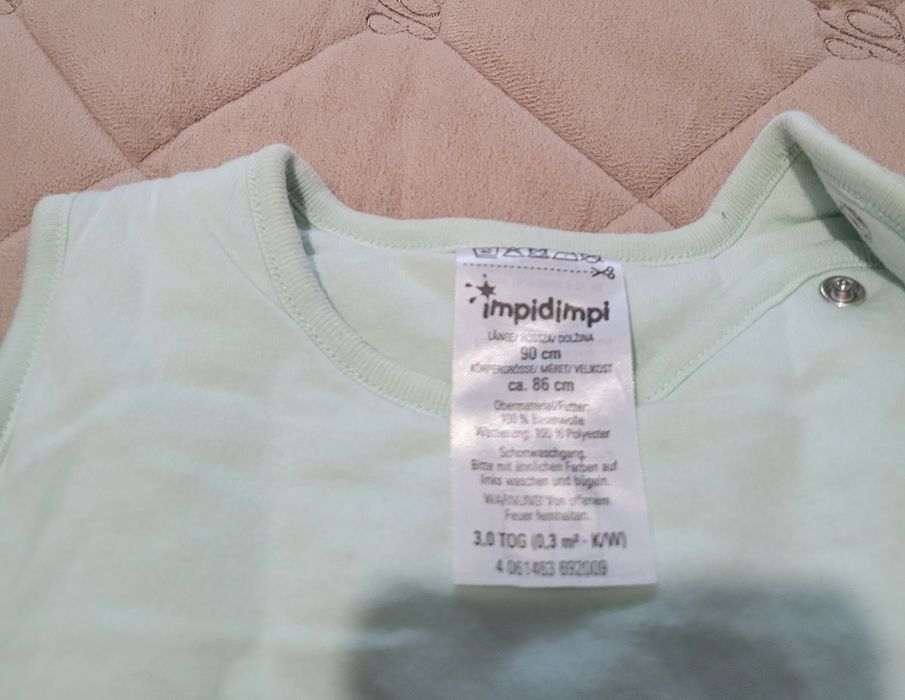 impidimpi
LÄNGE/ HOSSZA/ DOLŽINA
90 cm
KÖRPERGRÖSSE/ MÉRET/ VELIKOST
ca. 86 cm
Obermaterial/Futter:
100 % Baumwolle
Wattierung: 100 % Polyester
Schonwaschgang.
Bitte mit ähnlichen Farben auf
links waschen und bügeln.
WARNUNG! Von offenem
Feuer fernhalten.
3.0 TOG (0,3 m² · K/W)
4 061463 692009